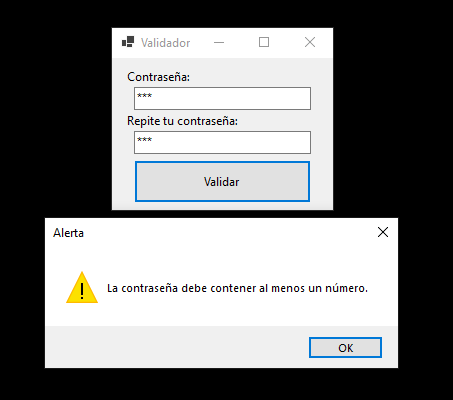 Validador
Contraseña:
***
Repite tu contraseña:
***
Validar
Alerta
La contraseña debe contener al menos un número.
OK